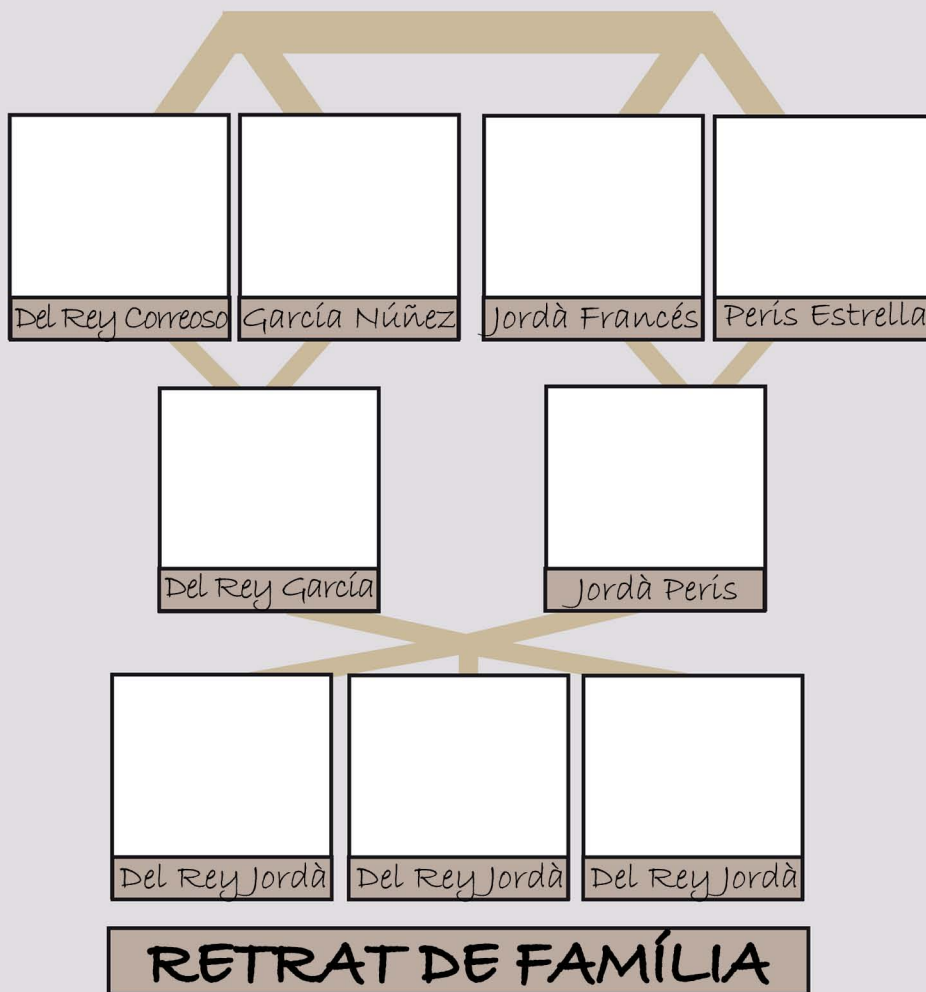 Del Rey Correoso
García Núñez
Jordà Francés
Peris Estrella
Del Rey García
Jordà Peris
Del Rey Jordà
Del Rey Jordà
Del Rey Jordà
RETRAT DE FAMÍLIA